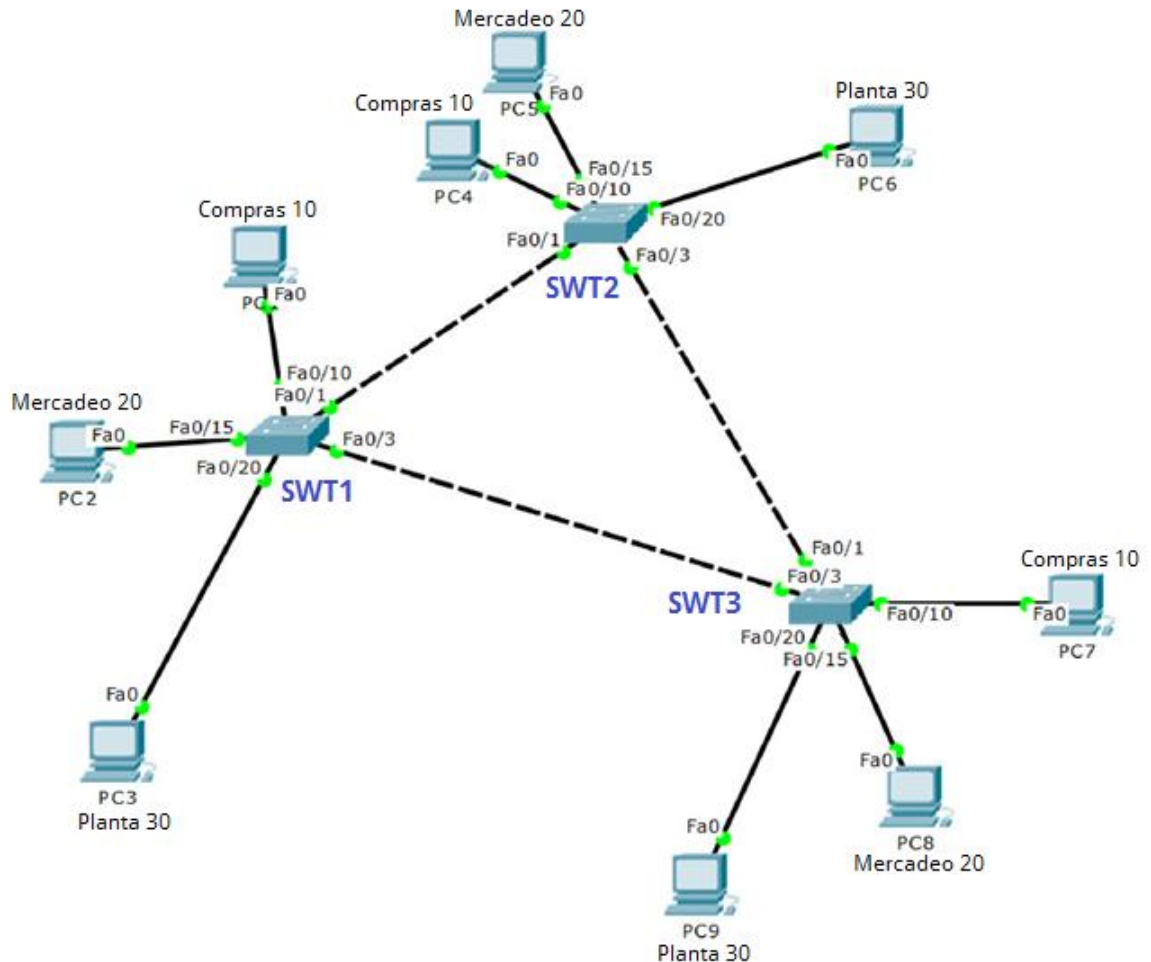 Mercadeo 20
Fa0
PC5
Compras 10
Fa0
PC4
Planta 30
Fa0
PC6
Fa0/15
Fa0/10
Fa0/20
Fa0/1
Fa0/3
SWT2
Compras 10
Fa0
Fa0/10
Fa0/1
Mercadeo 20
Fa0
PC2
Fa0/15
Fa0/3
Fa0/20
SWT1
Fa0/1
Fa0/3
SWT3
Fa0/10
Fa0/20
Fa0/15
Compras 10
Fa0
PC7
Fa0
PC3
Planta 30
Fa0
PC8
Mercadeo 20
Fa0
PC9
Planta 30